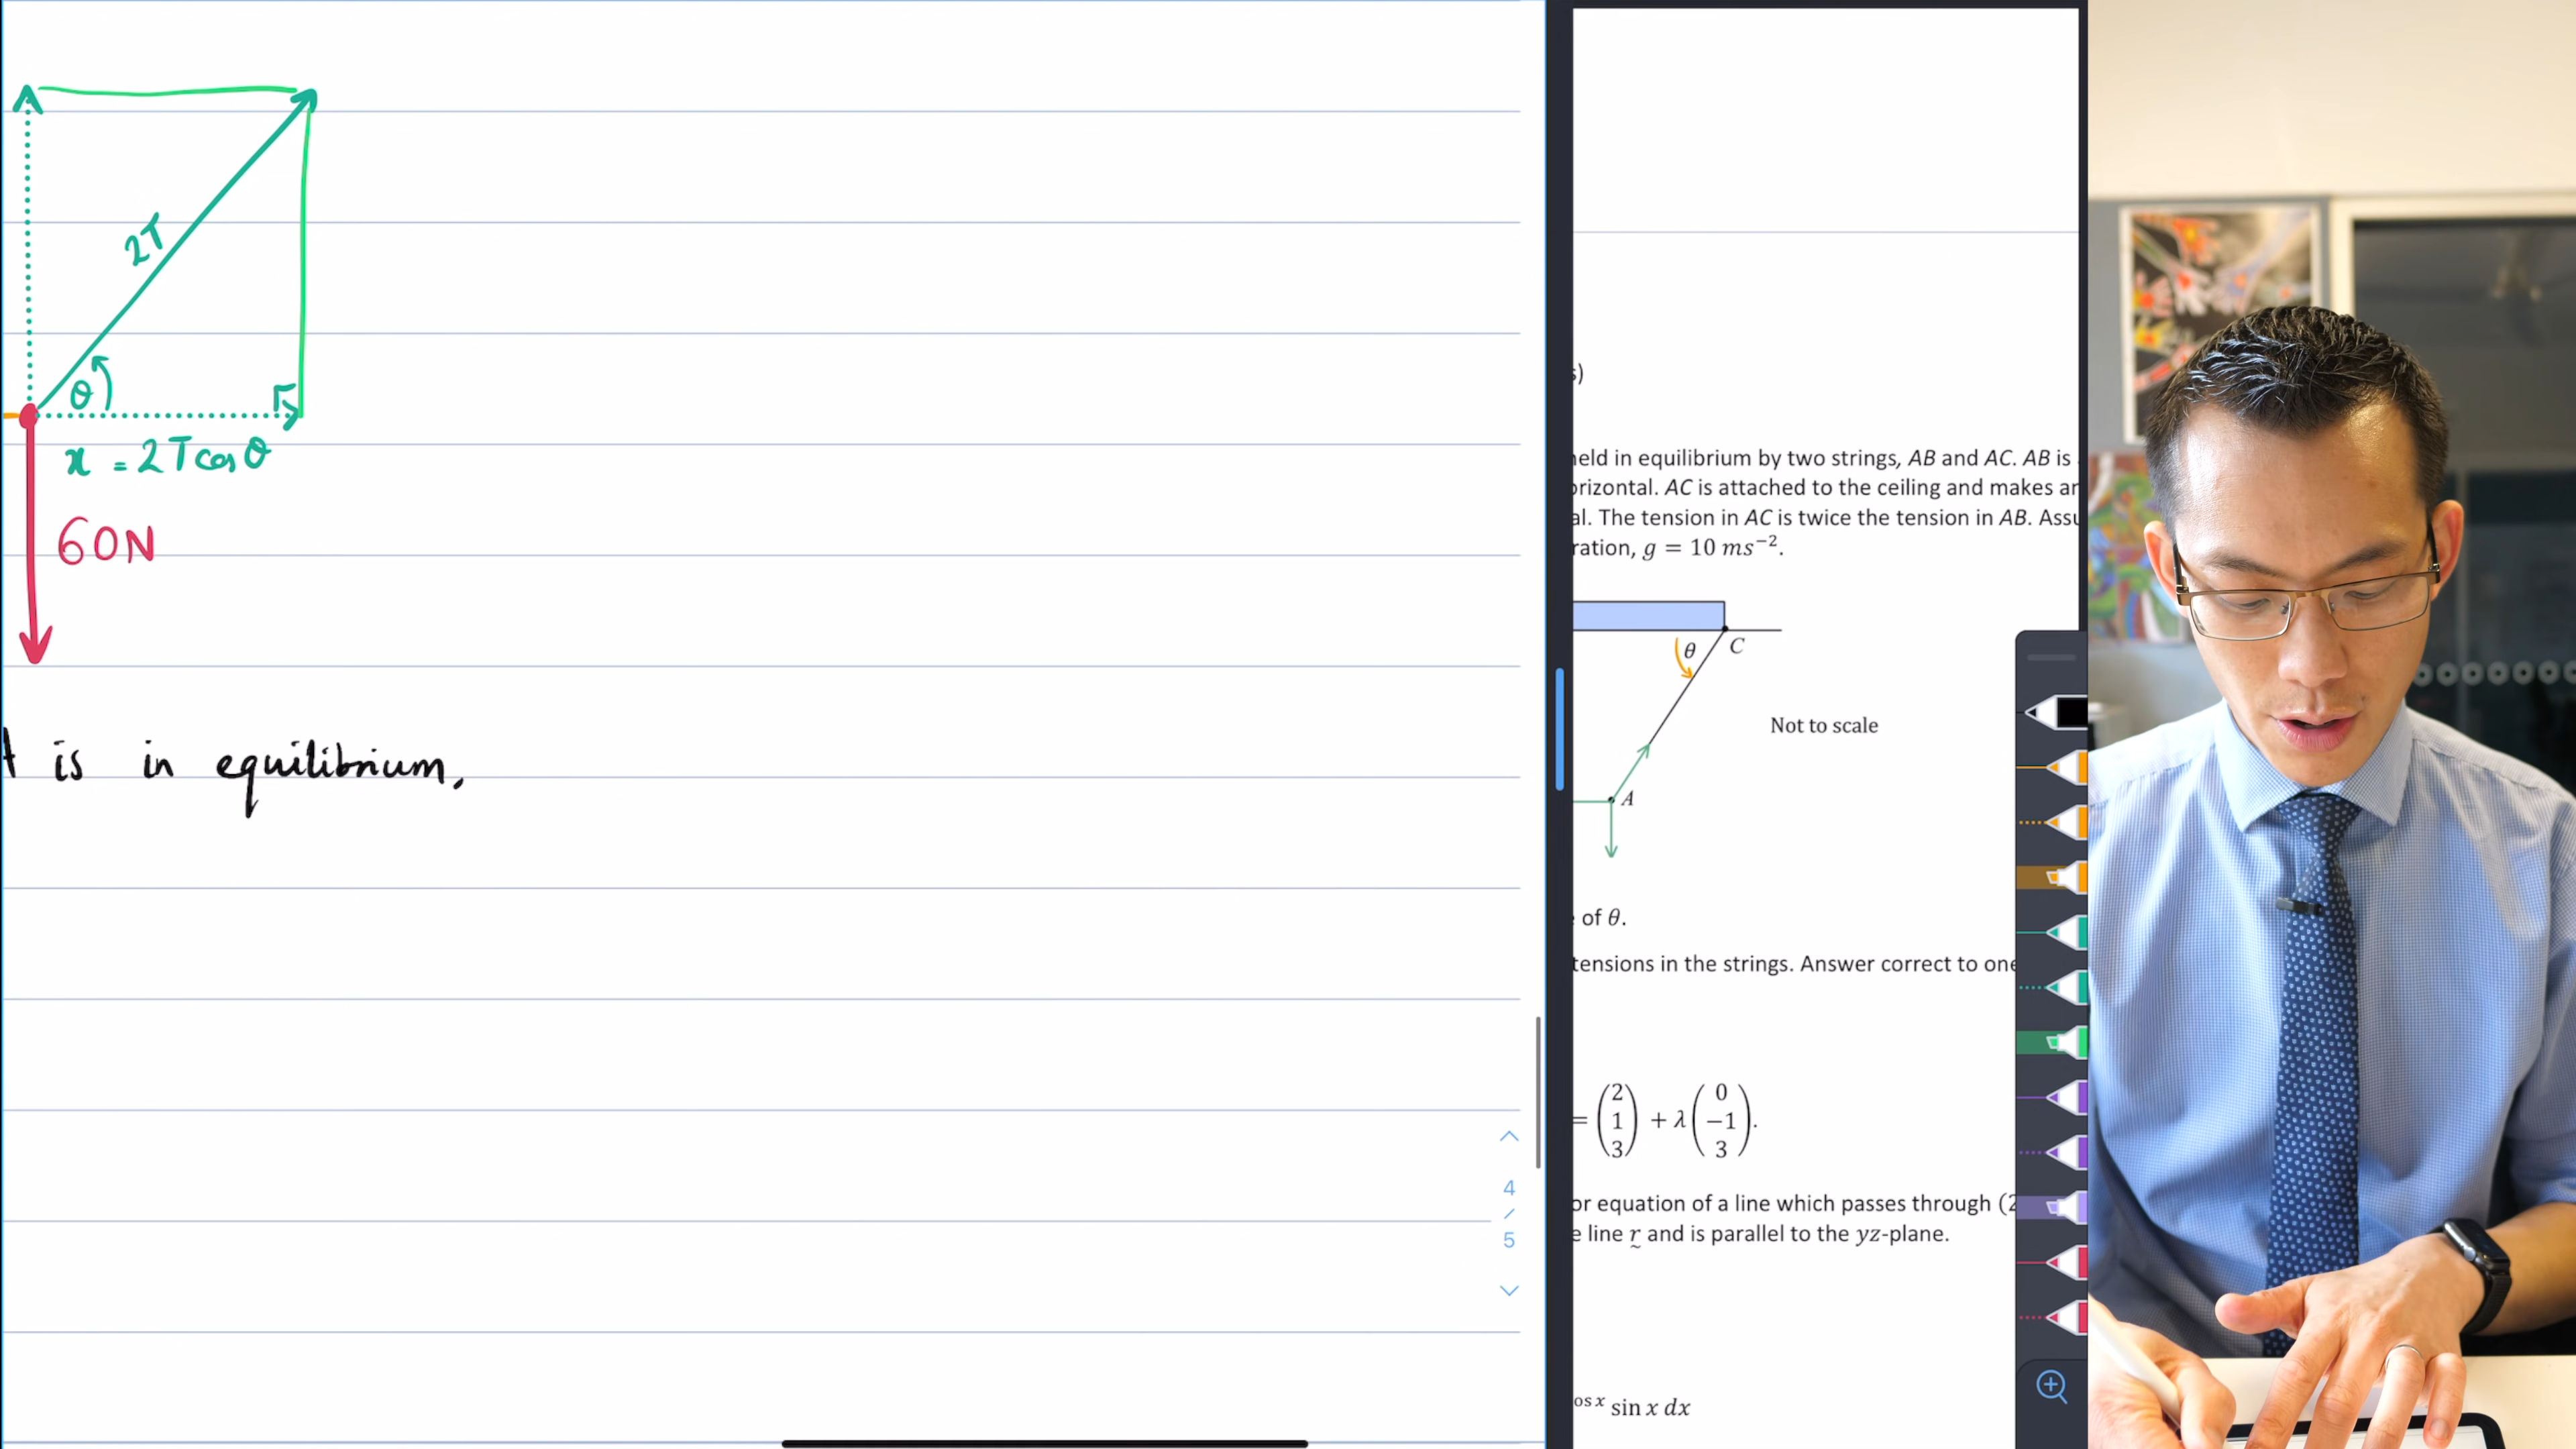 2T
θ
x = 2T cos θ
60N
is in equilibrium.
4
/
5
s)
held in equilibrium by two strings, AB and AC. AB is
orizontal. AC is attached to the ceiling and makes an
al. The tension in AC is twice the tension in AB. Assu
ration, g = 10 ms⁻².
θ C
Not to scale
A
of θ.
tensions in the strings. Answer correct to one
= (2 1 3) + λ (0 −1 3).
or equation of a line which passes through (2
e line r and is parallel to the yz-plane.
os x sin x dx